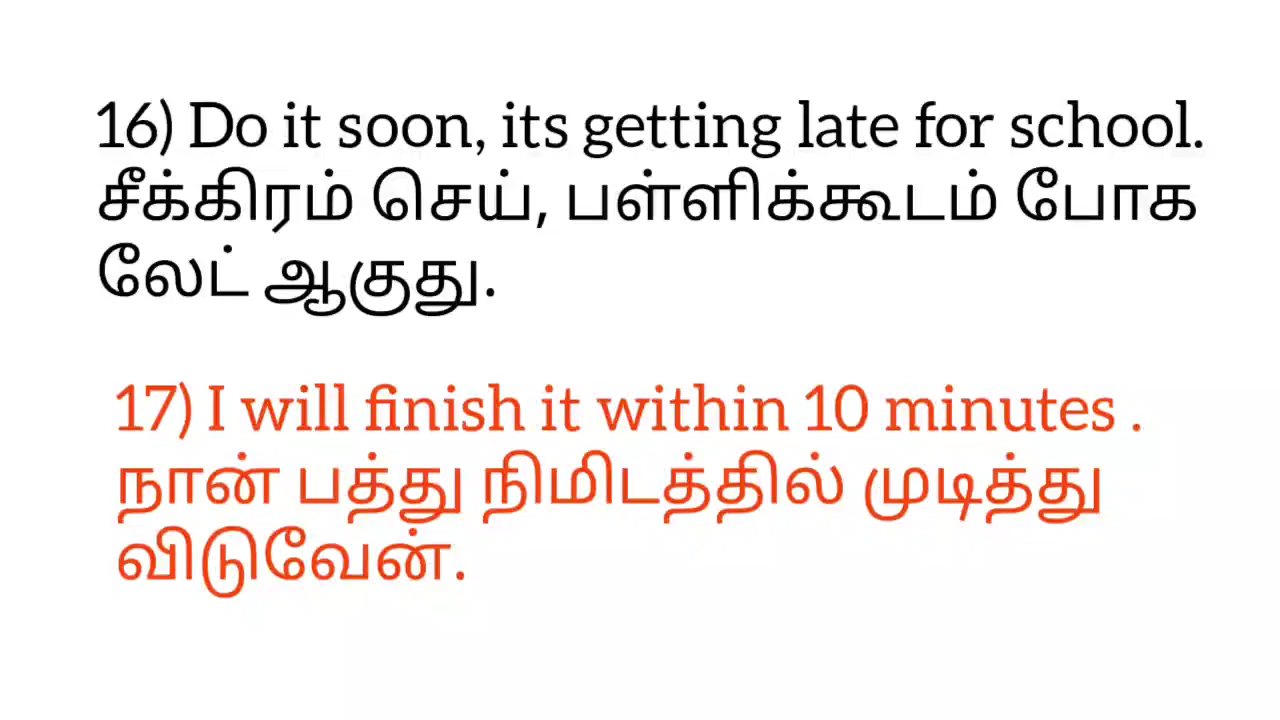 16) Do it soon, its getting late for school.
சீக்கிரம் செய், பள்ளிக்கூடம் போக
லேட் ஆகுது.
17) I will finish it within 10 minutes .
நான் பத்து நிமிடத்தில் முடித்து
விடுவேன்.